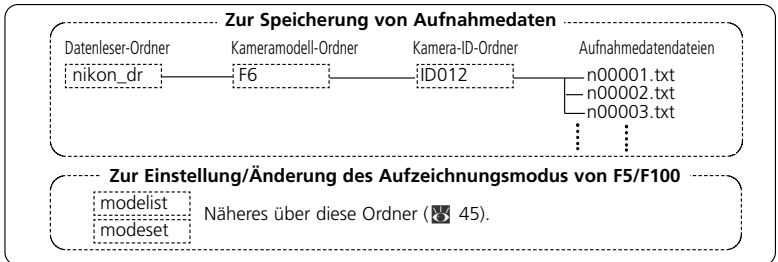 Zur Speicherung von Aufnahmedaten
Datenleser-Ordner Kameramodell-Ordner Kamera-ID-Ordner Aufnahmedatendateien
nikon_dr F6 ID012 n00001.txt
n00002.txt
n00003.txt
Zur Einstellung/Änderung des Aufzeichnungsmodus von F5/F100
modelist
Näheres über diese Ordner ( 45).
modeset